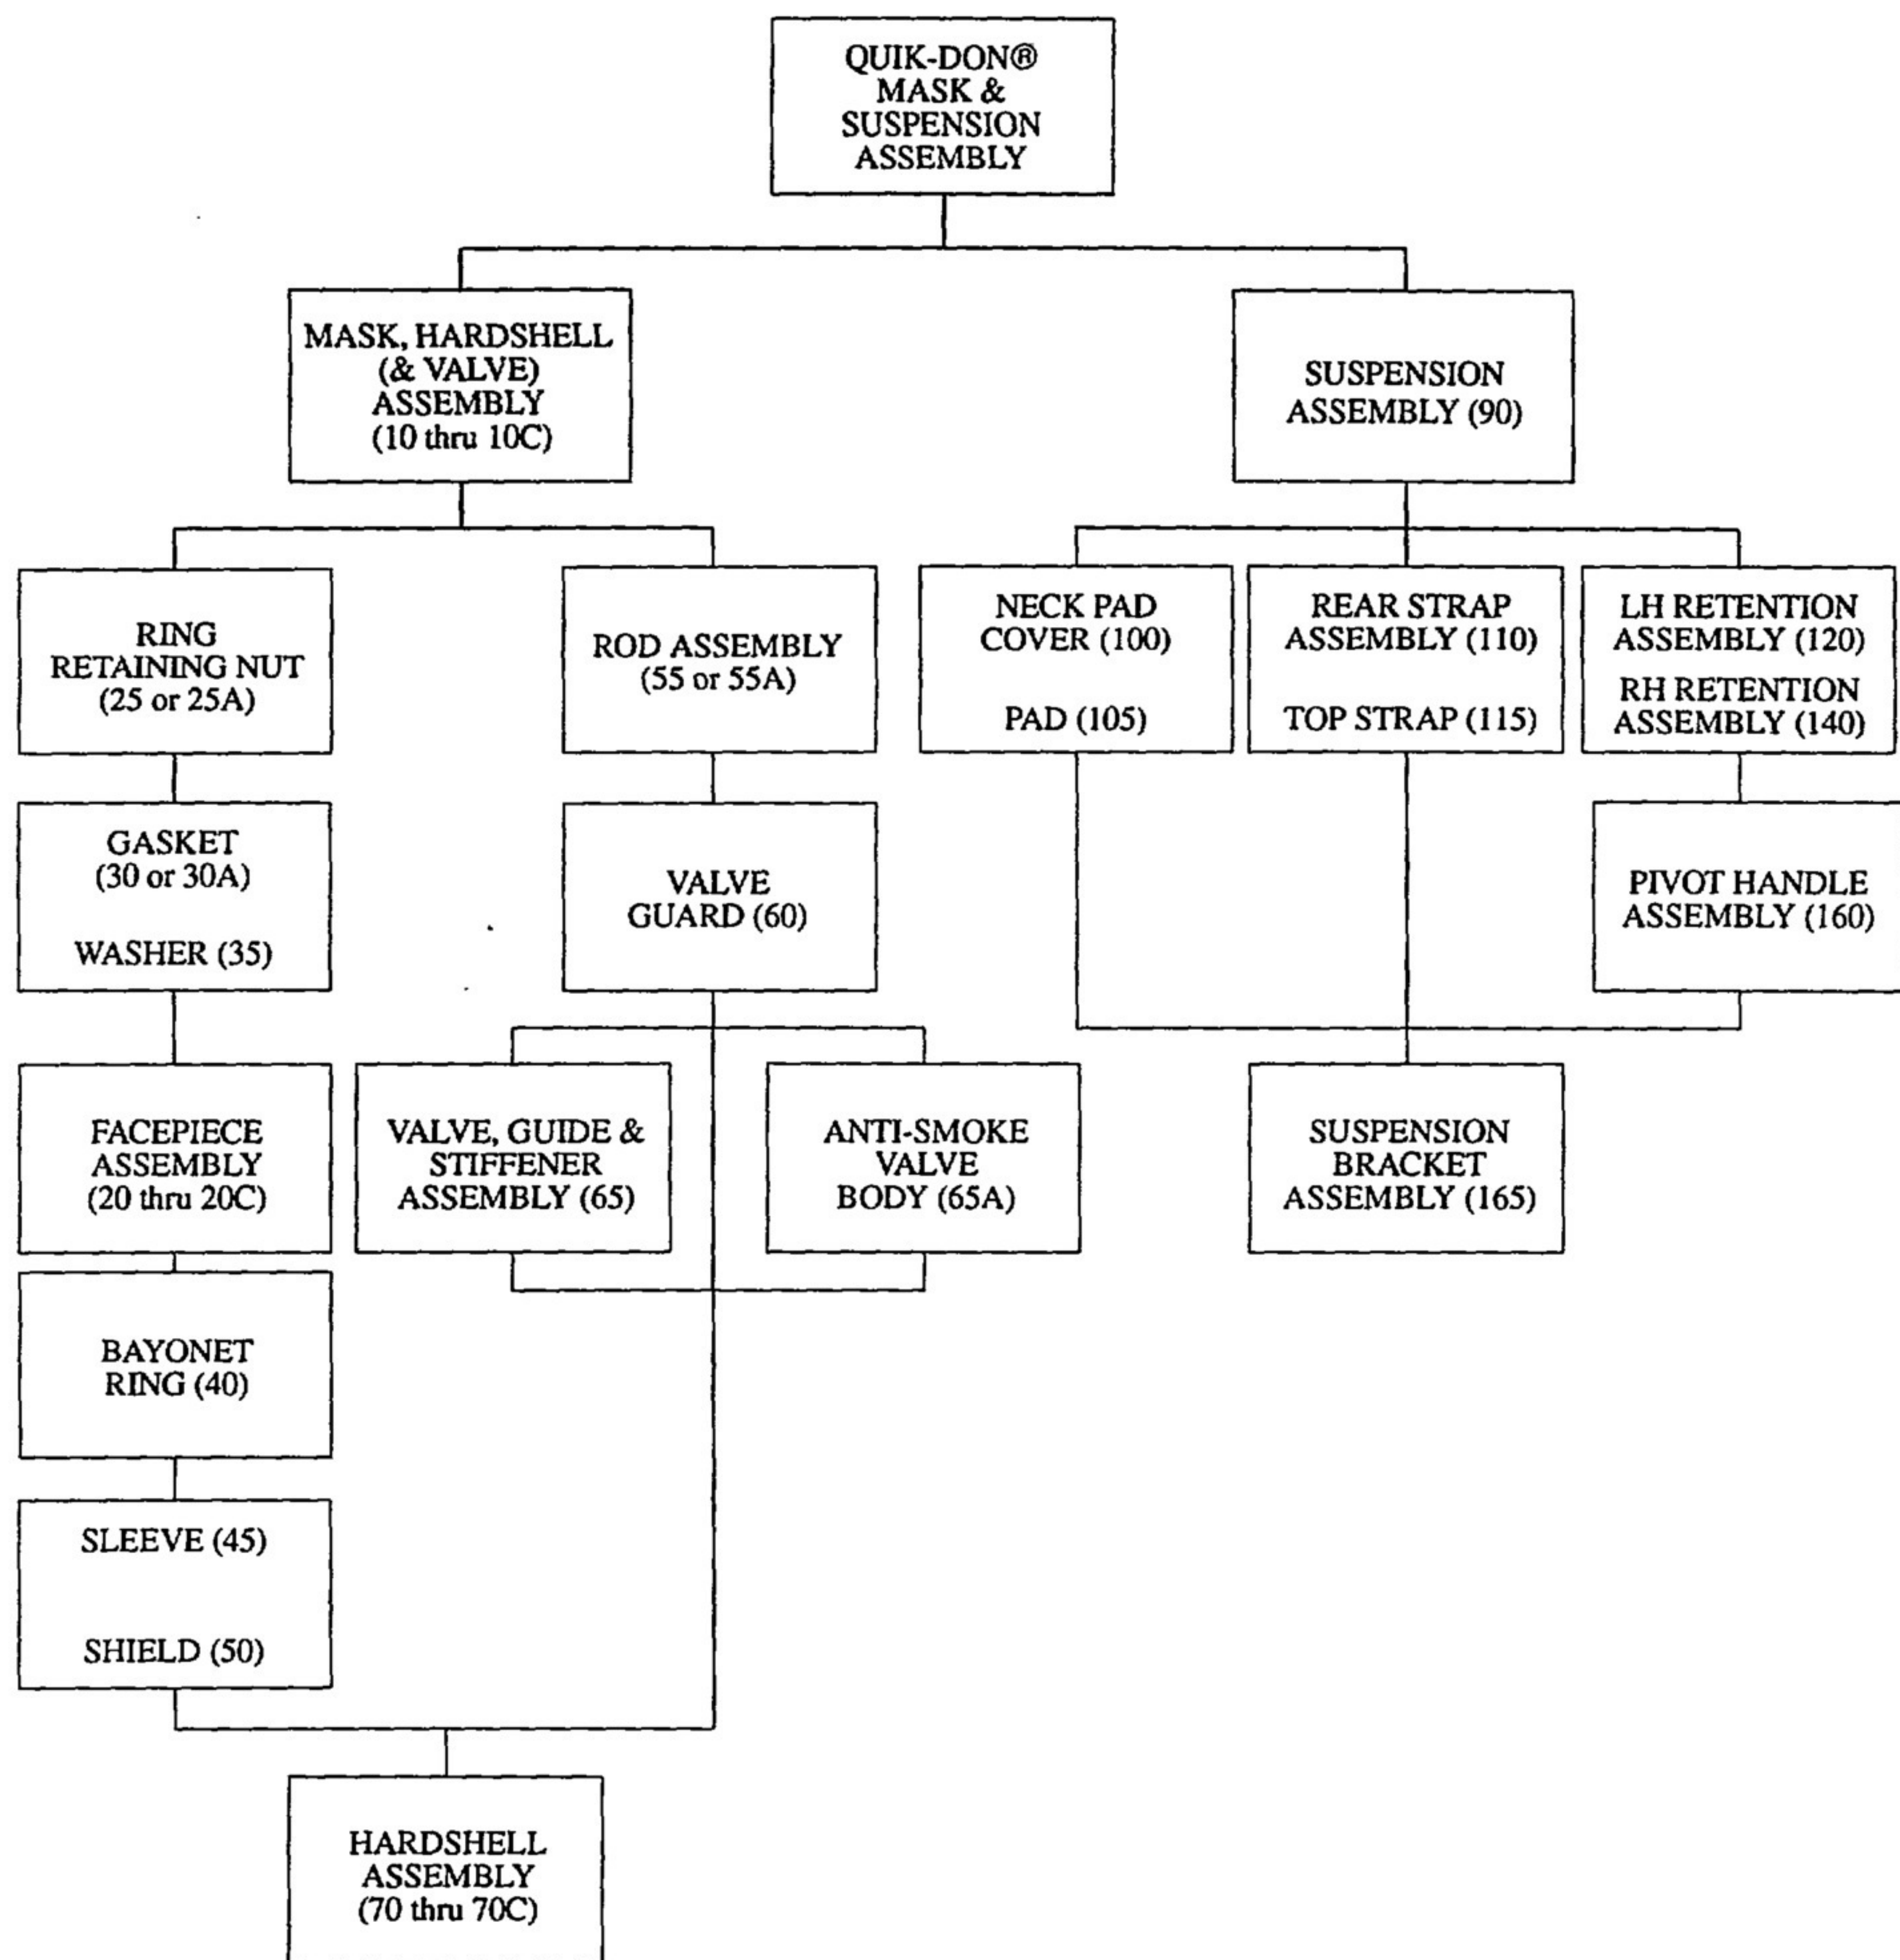 QUIK-DON®
MASK &
SUSPENSION
ASSEMBLY
MASK, HARDSHELL
(& VALVE)
ASSEMBLY
(10 thru 10C)
SUSPENSION
ASSEMBLY (90)
RING
RETAINING NUT
(25 or 25A)
ROD ASSEMBLY
(55 or 55A)
NECK PAD
COVER (100)
PAD (105)
REAR STRAP
ASSEMBLY (110)
TOP STRAP (115)
LH RETENTION
ASSEMBLY (120)
RH RETENTION
ASSEMBLY (140)
GASKET
(30 or 30A)
WASHER (35)
VALVE
GUARD (60)
PIVOT HANDLE
ASSEMBLY (160)
FACEPIECE
ASSEMBLY
(20 thru 20C)
VALVE, GUIDE &
STIFFENER
ASSEMBLY (65)
ANTI-SMOKE
VALVE
BODY (65A)
SUSPENSION
BRACKET
ASSEMBLY (165)
BAYONET
RING (40)
SLEEVE (45)
SHIELD (50)
HARDSHELL
ASSEMBLY
(70 thru 70C)